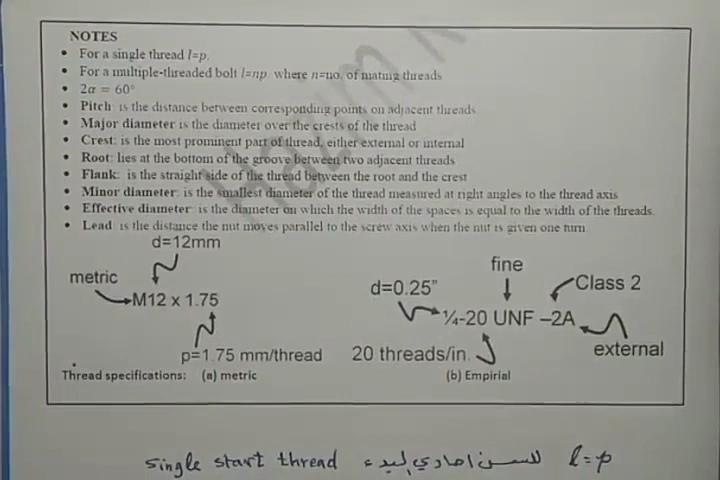 NOTES
• For a single thread l=p.
• For a multiple-threaded bolt l=np. where n=no. of mating threads
• 2α = 60°
• Pitch: is the distance between corresponding points on adjacent threads
• Major diameter is the diameter over the crests of the thread
• Crest: is the most prominent part of thread, either external or internal
• Root: lies at the bottom of the groove between two adjacent threads
• Flank: is the straight side of the thread between the root and the crest
• Minor diameter: is the smallest diameter of the thread measured at right angles to the thread axis
• Effective diameter: is the diameter on which the width of the spaces is equal to the width of the threads.
• Lead: is the distance the nut moves parallel to the screw axis when the nut is given one turn.
d=12mm
metric
M12 x 1.75
p=1.75 mm/thread
fine
d=0.25"
Class 2
¼-20 UNF –2A
20 threads/in.
external
Thread specifications: (a) metric
(b) Empirial
Hazim
single start thread للسن احادي البدء l=p